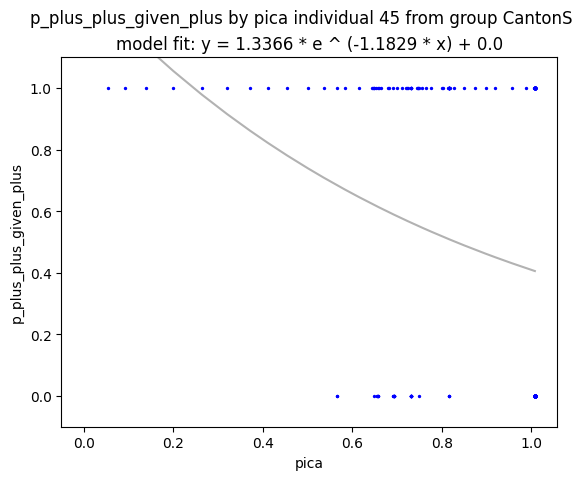 p_plus_plus_given_plus by pica individual 45 from group CantonS
model fit: y = 1.3366 * e ^ (-1.1829 * x) + 0.0
1.0
0.8
0.6
0.4
0.2
0.0
p_plus_plus_given_plus
0.0 0.2 0.4 0.6 0.8 1.0
pica